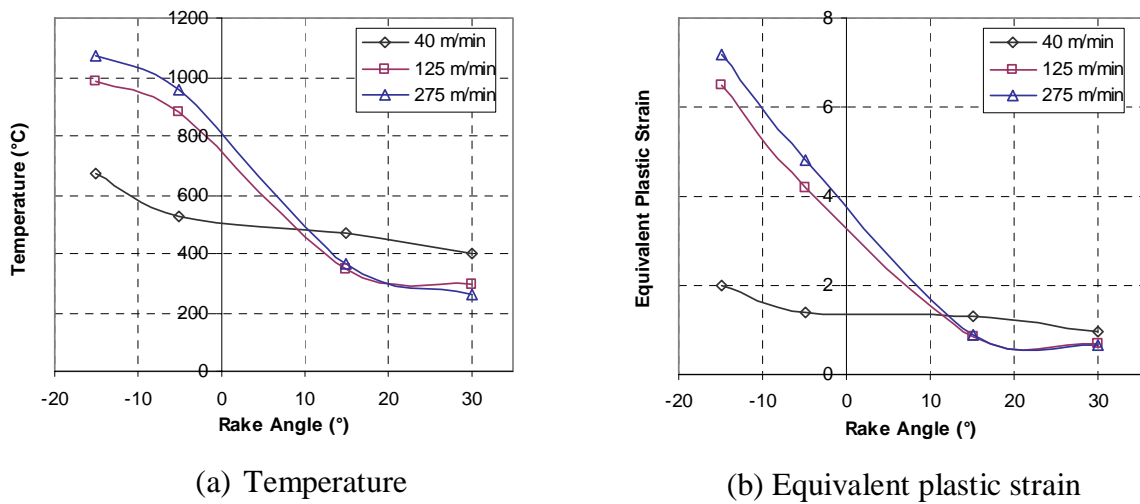 1200
1000
800
600
400
200
0
-20 -10 0 10 20 30
Temperature (°C)
Rake Angle (°)
40 m/min
125 m/min
275 m/min
(a) Temperature
8
6
4
2
0
-20 -10 0 10 20 30
Equivalent Plastic Strain
Rake Angle (°)
40 m/min
125 m/min
275 m/min
(b) Equivalent plastic strain